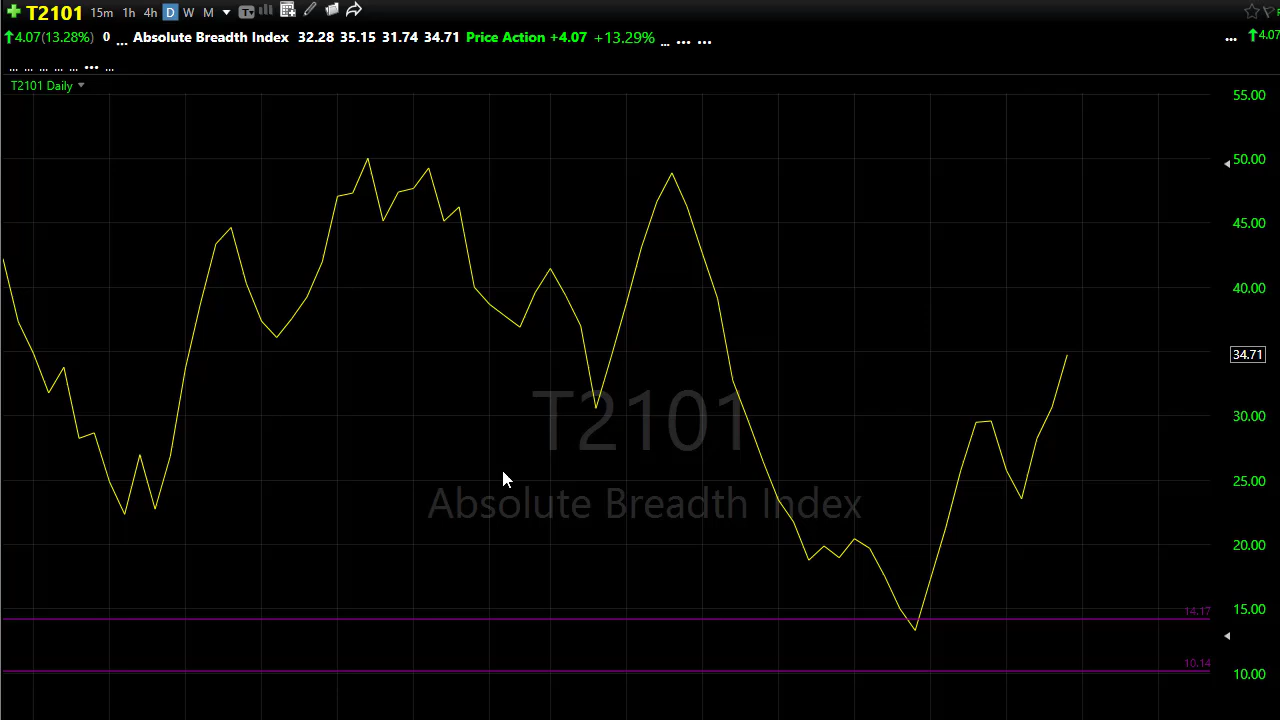 T2101 15m 1h 4h D W M
4.07(13.28%) 0 ... Absolute Breadth Index 32.28 35.15 31.74 34.71 Price Action +4.07 +13.29% ... ... ... ... 4.07
... ... ... ... ... ... ...
T2101 Daily
55.00
50.00
45.00
40.00
34.71
30.00
T2101
25.00
Absolute Breadth Index
20.00
14.17
15.00
10.14
10.00